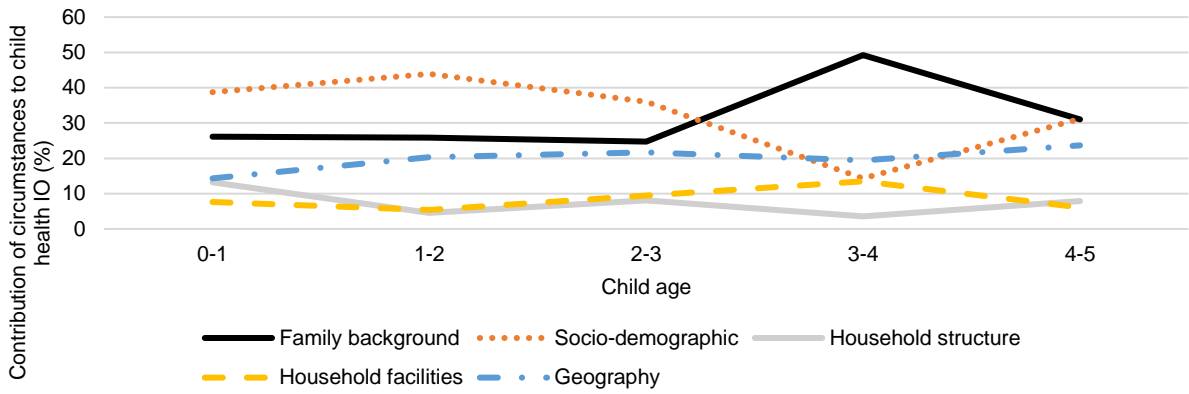 Contribution of circumstances to child
health IO (%)
60
50
40
30
20
10
0
0-1 1-2 2-3 3-4 4-5
Child age
Family background Socio-demographic Household structure
Household facilities Geography